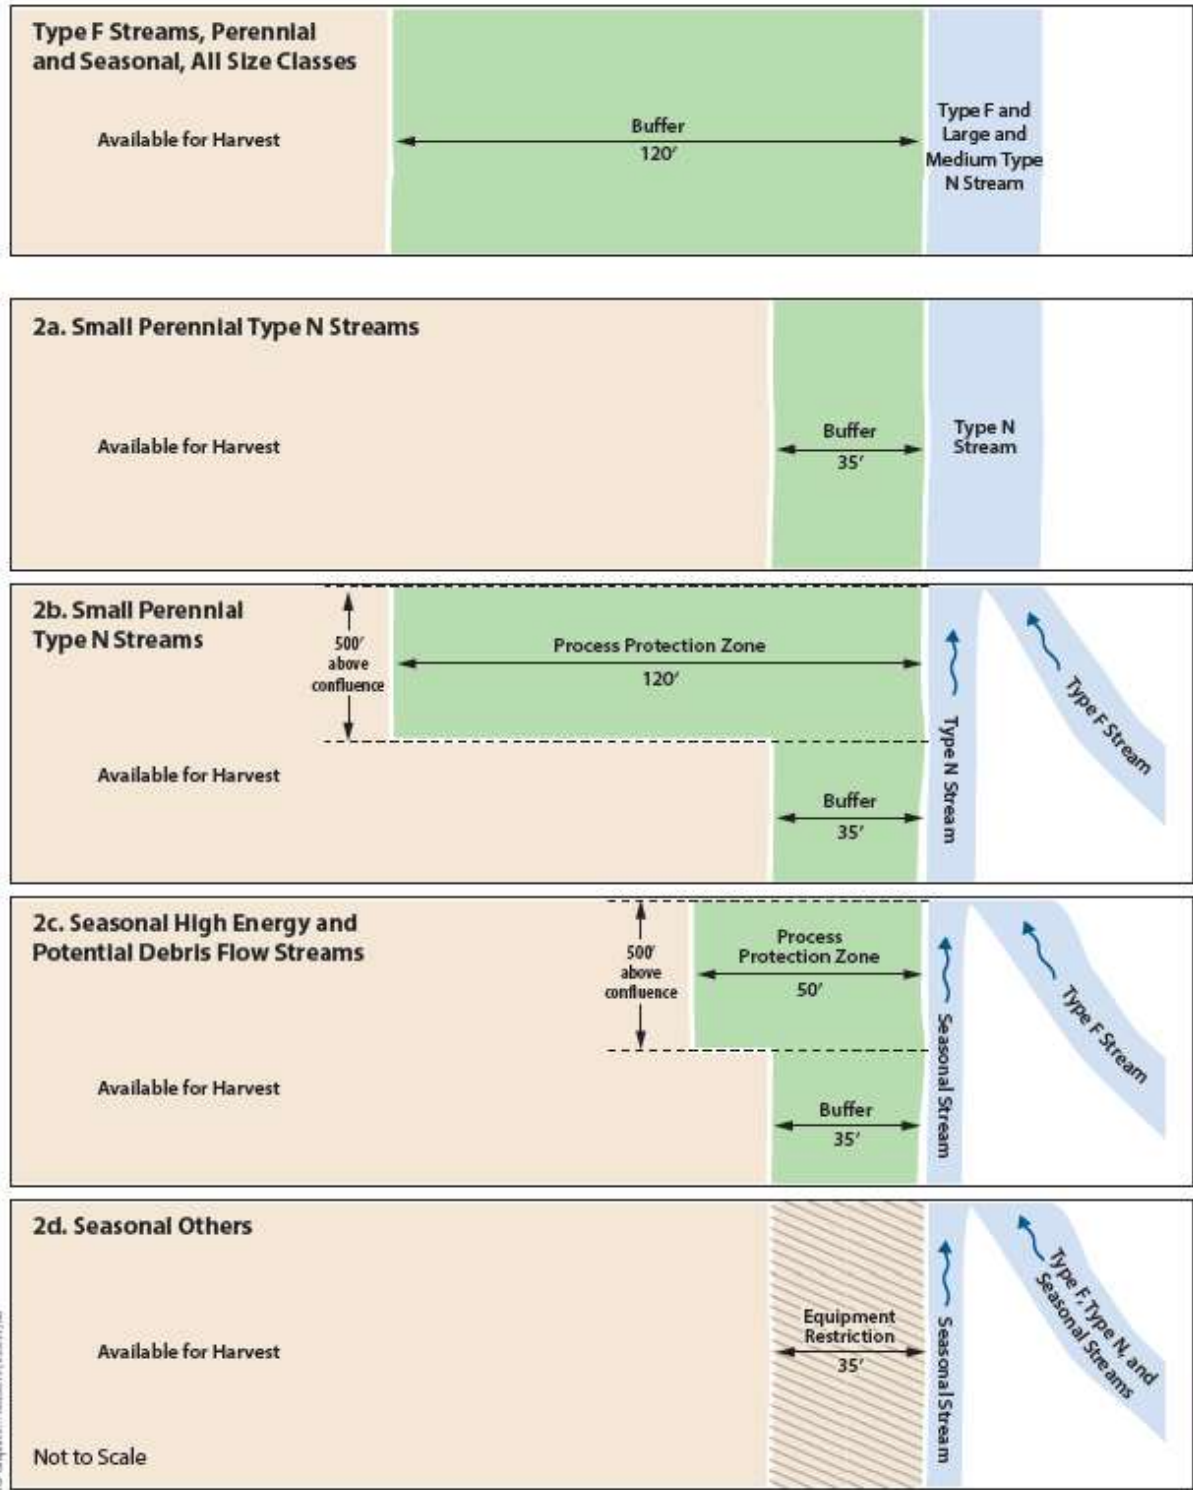 Type F Streams, Perennial
and Seasonal, All Size Classes
Available for Harvest
Buffer
120′
Type F and
Large and
Medium Type
N Stream
2a. Small Perennial Type N Streams
Available for Harvest
Buffer
35′
Type N
Stream
2b. Small Perennial
Type N Streams
500′
above
confluence
Process Protection Zone
120′
Available for Harvest
Buffer
35′
Type N Stream
Type F Stream
2c. Seasonal High Energy and
Potential Debris Flow Streams
500′
above
confluence
Process
Protection Zone
50′
Available for Harvest
Buffer
35′
Seasonal Stream
Type F Stream
2d. Seasonal Others
Available for Harvest
Equipment
Restriction
35′
Seasonal Stream
Type F, Type N, and
Seasonal Streams
Not to Scale